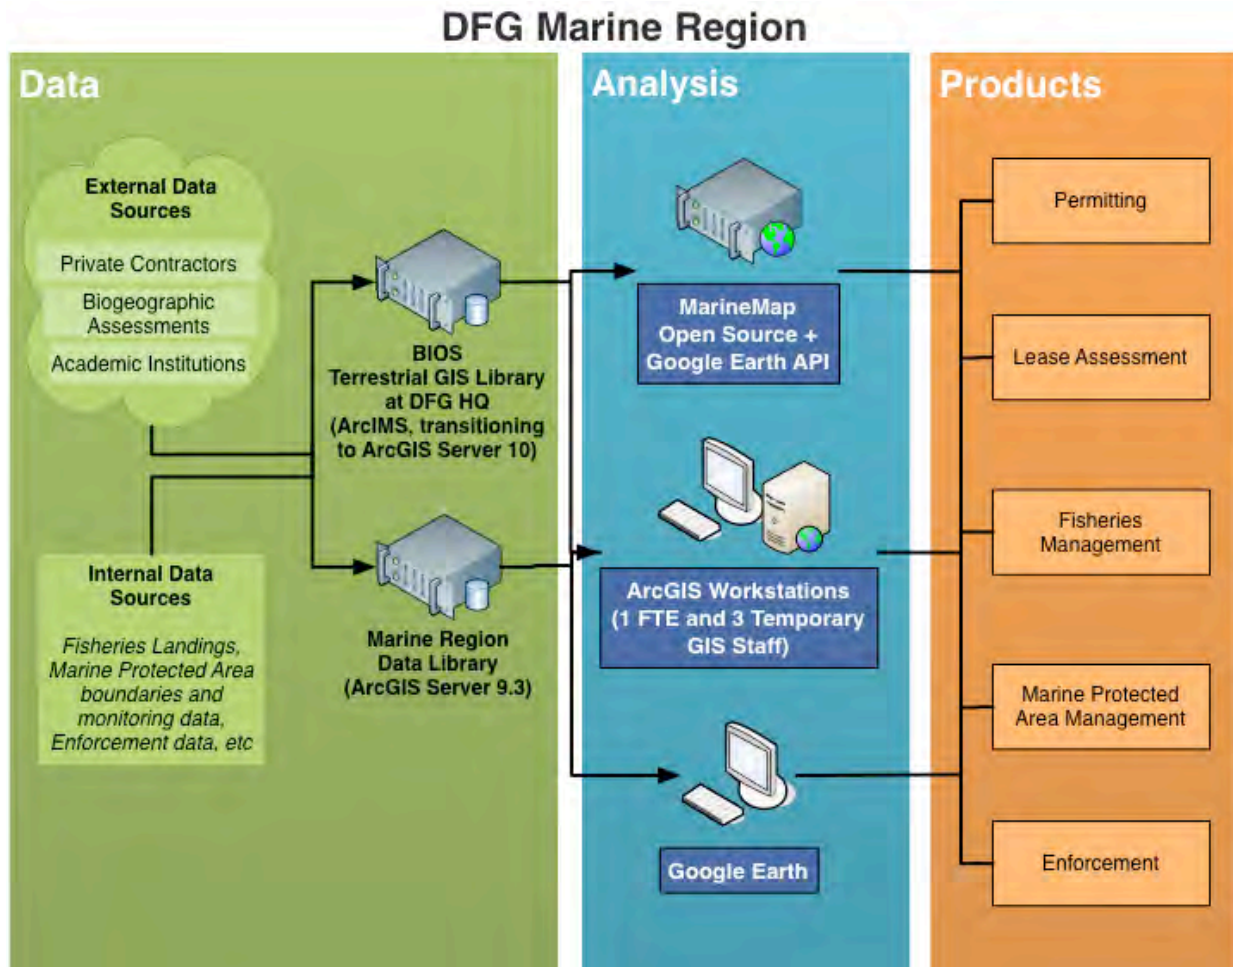 DFG Marine Region
Data
External Data
Sources
Private Contractors
Biogeographic
Assessments
Academic Institutions
Internal Data
Sources
Fisheries Landings,
Marine Protected Area
boundaries and
monitoring data,
Enforcement data, etc
BIOS
Terrestrial GIS Library
at DFG HQ
(ArcIMS, transitioning
to ArcGIS Server 10)
Marine Region
Data Library
(ArcGIS Server 9.3)
Analysis
MarineMap
Open Source +
Google Earth API
ArcGIS Workstations
(1 FTE and 3 Temporary
GIS Staff)
Google Earth
Products
Permitting
Lease Assessment
Fisheries
Management
Marine Protected
Area Management
Enforcement